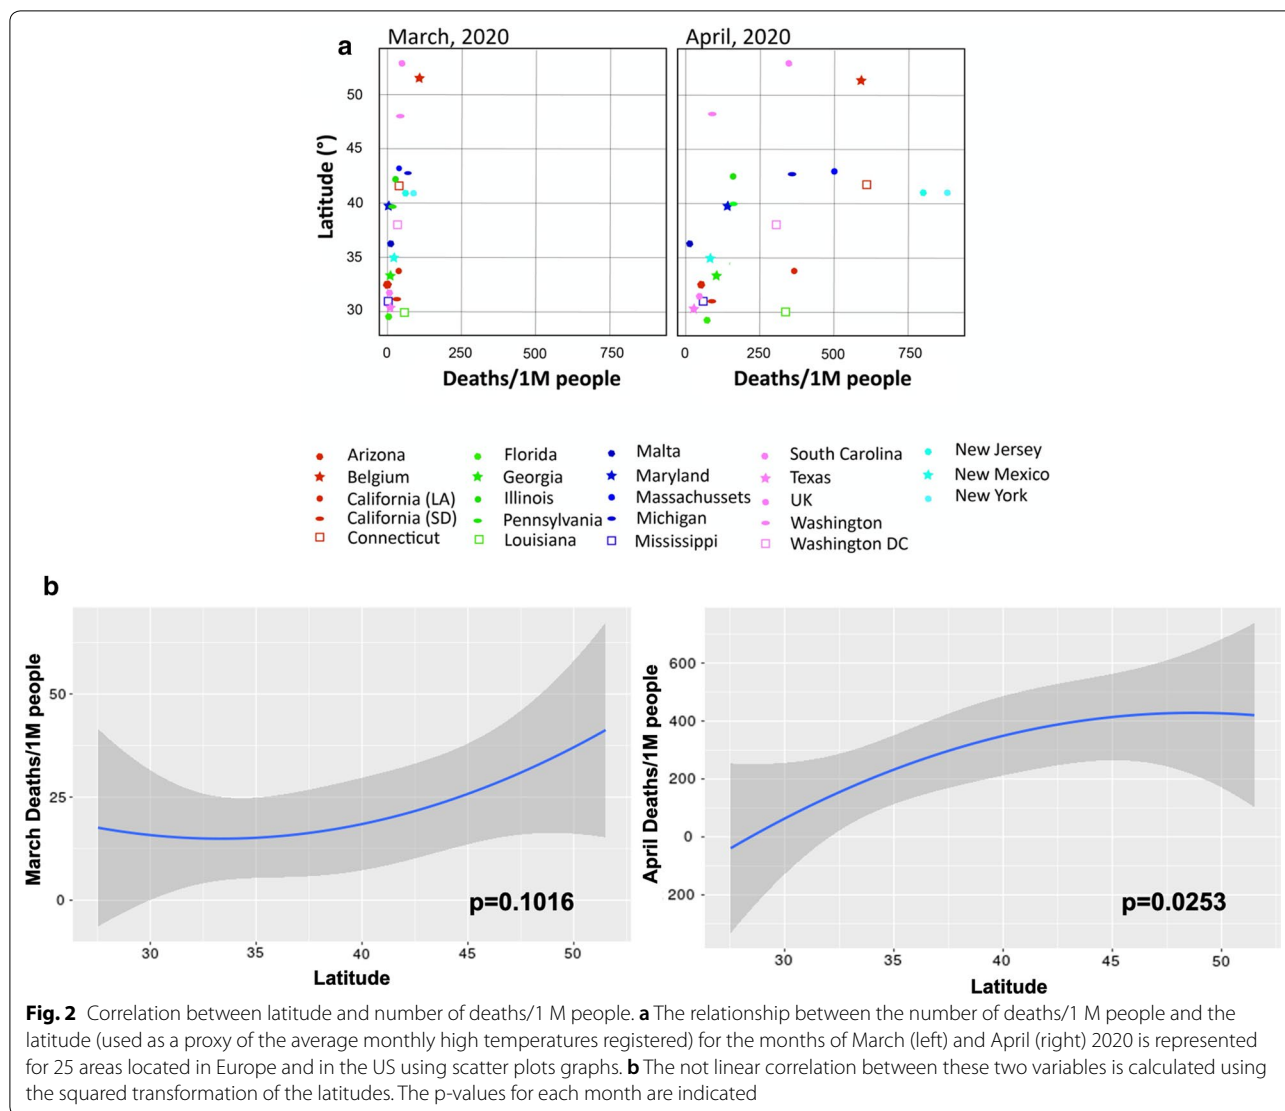 a
March, 2020
April, 2020
Latitude (°)
50
45
40
35
30
0 250 500 750
0 250 500 750
Deaths/1M people
Deaths/1M people
Arizona
Belgium
California (LA)
California (SD)
Connecticut
Florida
Georgia
Illinois
Pennsylvania
Louisiana
Malta
Maryland
Massachussets
Michigan
Mississippi
South Carolina
Texas
UK
Washington
Washington DC
New Jersey
New Mexico
New York
b
March Deaths/1M people
50
25
0
p=0.1016
30 35 40 45 50
Latitude
April Deaths/1M people
600
400
200
0
200
p=0.0253
30 35 40 45 50
Latitude
Fig. 2 Correlation between latitude and number of deaths/1 M people. a The relationship between the number of deaths/1 M people and the
latitude (used as a proxy of the average monthly high temperatures registered) for the months of March (left) and April (right) 2020 is represented
for 25 areas located in Europe and in the US using scatter plots graphs. b The not linear correlation between these two variables is calculated using
the squared transformation of the latitudes. The p-values for each month are indicated